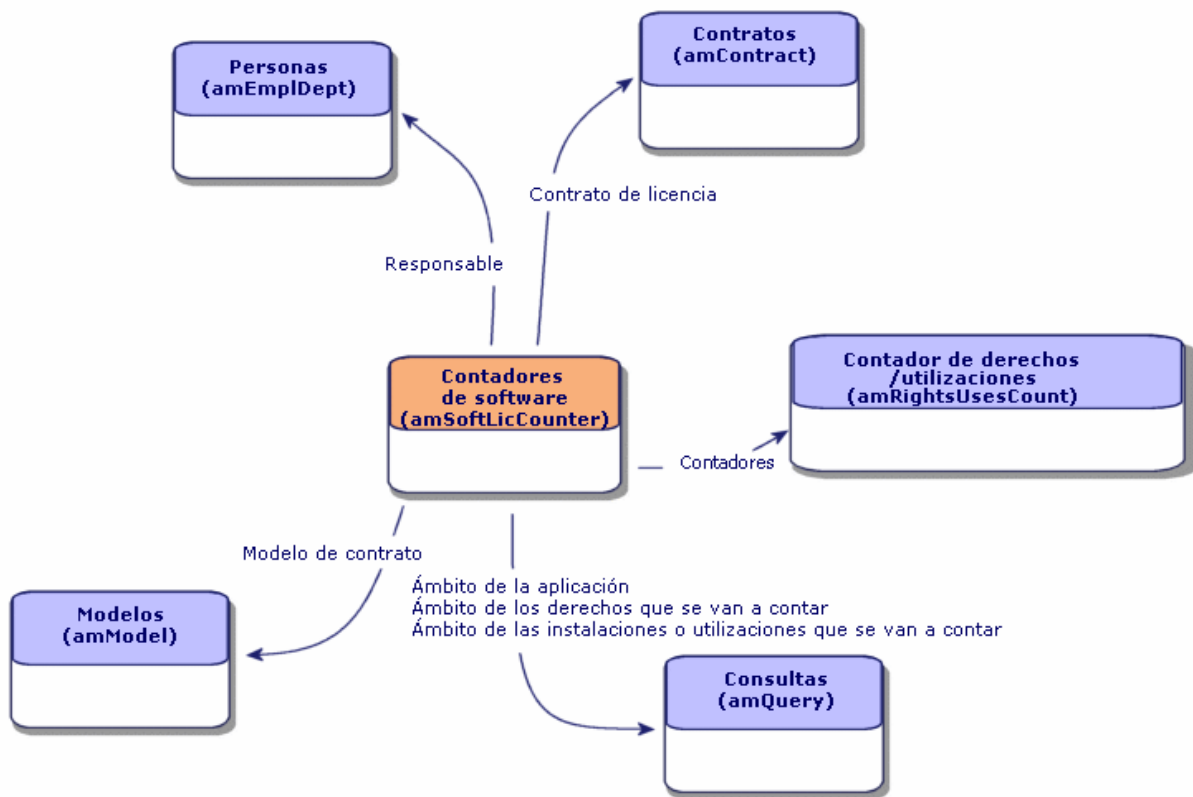 Contratos
(amContract)
Personas
(amEmplDept)
Contrato de licencia
Responsable
Contadores
de software
(amSoftLicCounter)
Contador de derechos
/utilizaciones
(amRightsUsesCount)
Contadores
Modelo de contrato
Ámbito de la aplicación
Ámbito de los derechos que se van a contar
Ámbito de las instalaciones o utilizaciones que se van a contar
Modelos
(amModel)
Consultas
(amQuery)